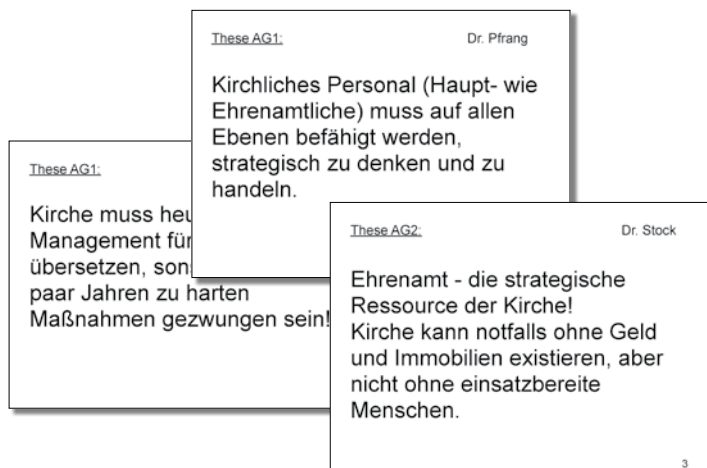 These AG1: Dr. Pfrang
Kirchliches Personal (Haupt- wie
Ehrenamtliche) muss auf allen
Ebenen befähigt werden,
strategisch zu denken und zu
handeln.
These AG1:
Kirche muss
Management für
übersetzen,
paar Jahren zu harten
Maßnahmen gezwungen sein!
These AG2: Dr. Stock
Ehrenamt - die strategische
Ressource der Kirche!
Kirche kann notfalls ohne Geld
und Immobilien existieren, aber
nicht ohne einsatzbereite
Menschen.
3